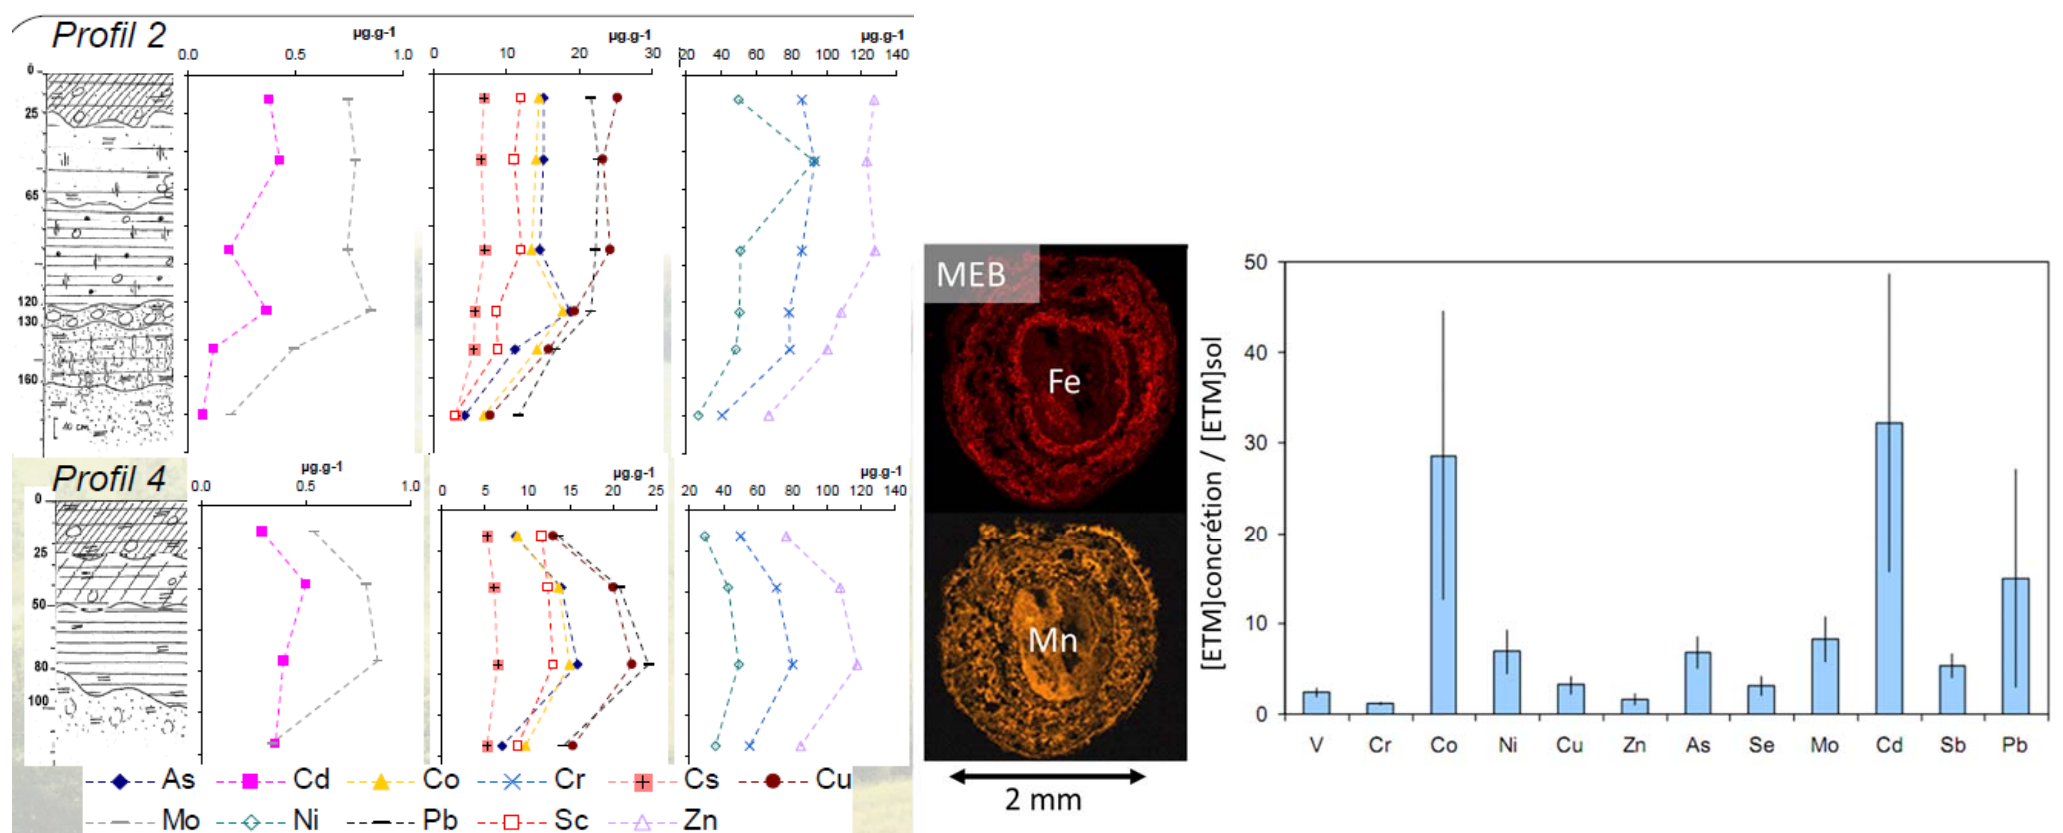 Profil 2
µg.g-1
µg.g-1
µg.g-1
0.0 0.5 1.0
0 10 20 30
20 40 60 80 100 120 140
0
25
65
120
130
160
10 cm
Profil 4
µg.g-1
µg.g-1
µg.g-1
0.0 0.5 1.0
0 5 10 15 20 25
20 40 60 80 100 120 140
0
25
50
80
100
As Cd Co Cr Cs Cu
Mo Ni Pb Sc Zn
MEB
Fe
Mn
2 mm
[ETM]concrétion / [ETM]sol
50
40
30
20
10
0
V Cr Co Ni Cu Zn As Se Mo Cd Sb Pb